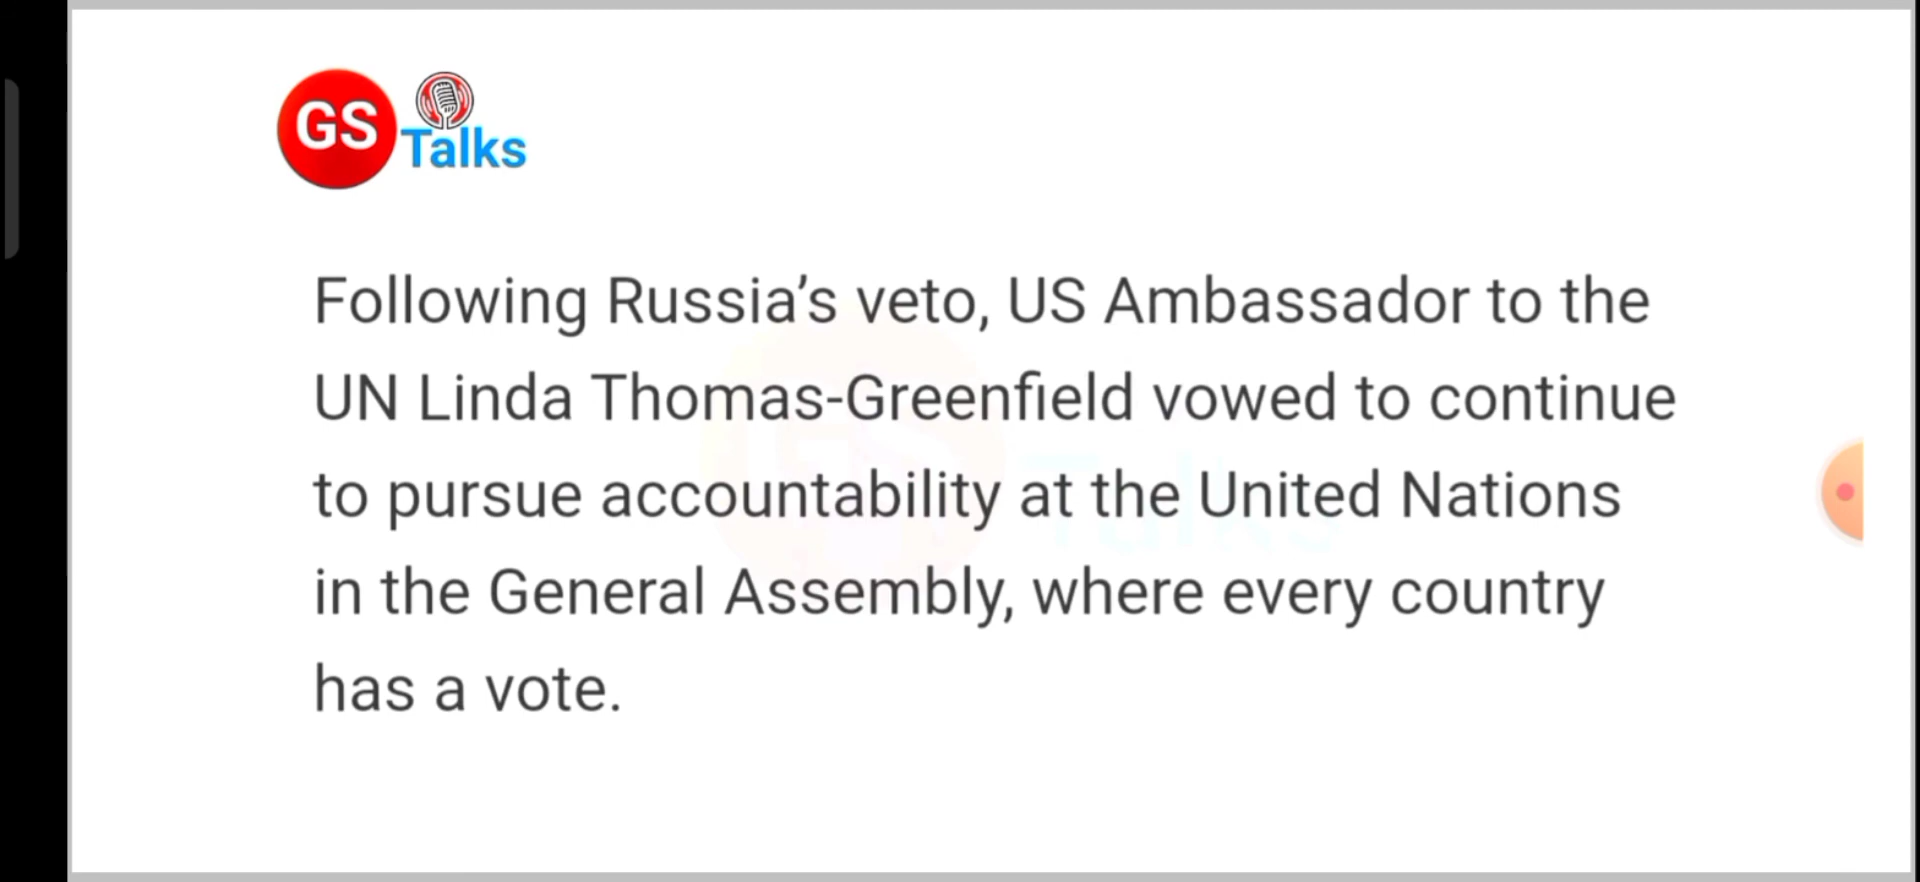 GS
Talks
Following Russia’s veto, US Ambassador to the
UN Linda Thomas-Greenfield vowed to continue
to pursue accountability at the United Nations
in the General Assembly, where every country
has a vote.